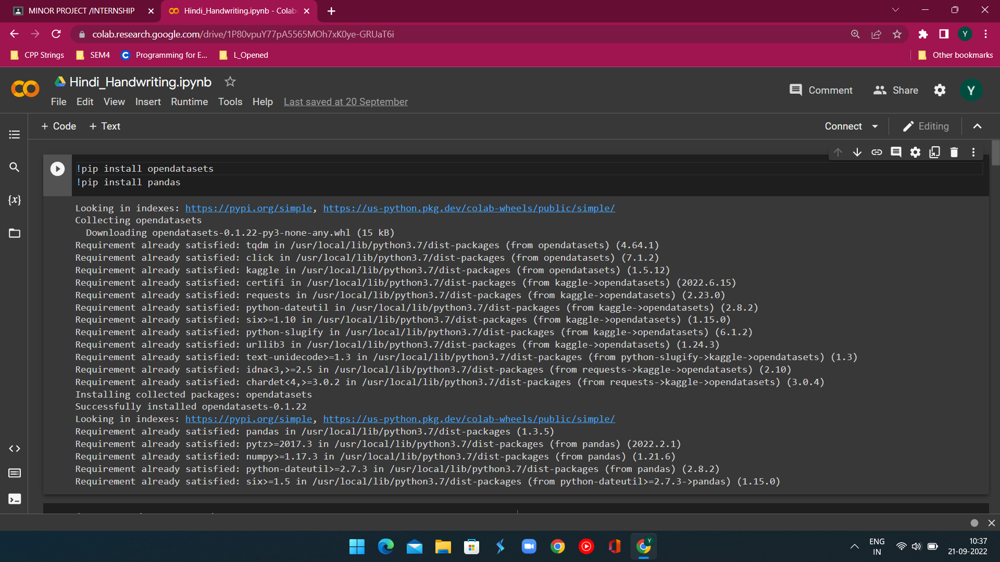 MINOR PROJECT /INTERNSHIP
Hindi_Handwriting.ipynb - Colab
colab.research.google.com/drive/1P80vpuY77pA5565MOh7xK0ye-GRUaT6i
Y
CPP Strings
SEM4
Programming for E...
L_Opened
Other bookmarks
Hindi_Handwriting.ipynb
Comment
Share
Y
File Edit View Insert Runtime Tools Help Last saved at 20 September
+ Code + Text
Connect
Editing
{x}
!pip install opendatasets
!pip install pandas
Looking in indexes: https://pypi.org/simple, https://us-python.pkg.dev/colab-wheels/public/simple/
Collecting opendatasets
Downloading opendatasets-0.1.22-py3-none-any.whl (15 kB)
Requirement already satisfied: tqdm in /usr/local/lib/python3.7/dist-packages (from opendatasets) (4.64.1)
Requirement already satisfied: click in /usr/local/lib/python3.7/dist-packages (from opendatasets) (7.1.2)
Requirement already satisfied: kaggle in /usr/local/lib/python3.7/dist-packages (from opendatasets) (1.5.12)
Requirement already satisfied: certifi in /usr/local/lib/python3.7/dist-packages (from kaggle->opendatasets) (2022.6.15)
Requirement already satisfied: requests in /usr/local/lib/python3.7/dist-packages (from kaggle->opendatasets) (2.23.0)
Requirement already satisfied: python-dateutil in /usr/local/lib/python3.7/dist-packages (from kaggle->opendatasets) (2.8.2)
Requirement already satisfied: six>=1.10 in /usr/local/lib/python3.7/dist-packages (from kaggle->opendatasets) (1.15.0)
Requirement already satisfied: python-slugify in /usr/local/lib/python3.7/dist-packages (from kaggle->opendatasets) (6.1.2)
Requirement already satisfied: urllib3 in /usr/local/lib/python3.7/dist-packages (from kaggle->opendatasets) (1.24.3)
Requirement already satisfied: text-unidecode>=1.3 in /usr/local/lib/python3.7/dist-packages (from python-slugify->kaggle->opendatasets) (1.3)
Requirement already satisfied: idna<3,>=2.5 in /usr/local/lib/python3.7/dist-packages (from requests->kaggle->opendatasets) (2.10)
Requirement already satisfied: chardet<4,>=3.0.2 in /usr/local/lib/python3.7/dist-packages (from requests->kaggle->opendatasets) (3.0.4)
Installing collected packages: opendatasets
Successfully installed opendatasets-0.1.22
Looking in indexes: https://pypi.org/simple, https://us-python.pkg.dev/colab-wheels/public/simple/
Requirement already satisfied: pandas in /usr/local/lib/python3.7/dist-packages (1.3.5)
Requirement already satisfied: pytz>=2017.3 in /usr/local/lib/python3.7/dist-packages (from pandas) (2022.2.1)
Requirement already satisfied: numpy>=1.17.3 in /usr/local/lib/python3.7/dist-packages (from pandas) (1.21.6)
Requirement already satisfied: python-dateutil>=2.7.3 in /usr/local/lib/python3.7/dist-packages (from pandas) (2.8.2)
Requirement already satisfied: six>=1.5 in /usr/local/lib/python3.7/dist-packages (from python-dateutil>=2.7.3->pandas) (1.15.0)
ENG
IN
10:37
21-09-2022